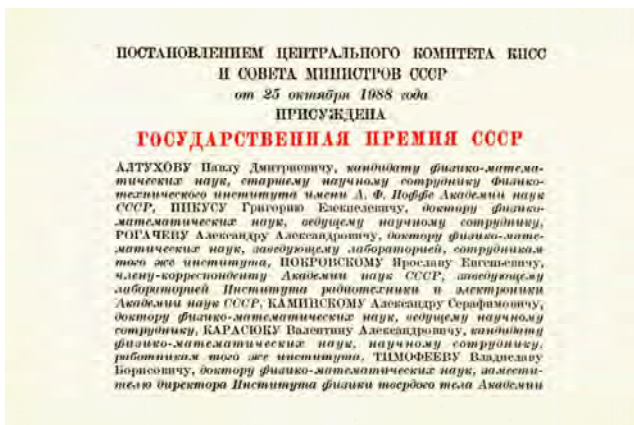 ПОСТАНОВЛЕНИЕМ ЦЕНТРАЛЬНОГО КОМИТЕТА КПСС
И СОВЕТА МИНИСТРОВ СССР
от 25 октября 1988 года
ПРИСУЖДЕНА
ГОСУДАРСТВЕННАЯ ПРЕМИЯ СССР
АЛТУХОВУ Павлу Дмитриевичу, кандидату физико-матема-
тических наук, старшему научному сотруднику Физико-
технического института имени А. Ф. Иоффе Академии наук
СССР, ПИКУСУ Григорию Езекиелевичу, доктору физико-
математических наук, ведущему научному сотруднику,
РОГАЧЕВУ Александру Александровичу, доктору физико-мате-
матических наук, заведующему лабораторией, сотрудникам
того же института, ПОКРОВСКОМУ Ярославу Евгеньевичу,
члену-корреспонденту Академии наук СССР, заведующему
лабораторией Института радиотехники и электроники
Академии наук СССР, КАМИНСКОМУ Александру Серафимовичу,
доктору физико-математических наук, ведущему научному
сотруднику, КАРАСЮКУ Валентину Александровичу, кандидату
физико-математических наук, научному сотруднику,
работникам того же института, ТИМОФЕЕВУ Владиславу
Борисовичу, доктору физико-математических наук, замести-
телю директора Института физики твердого тела Академии